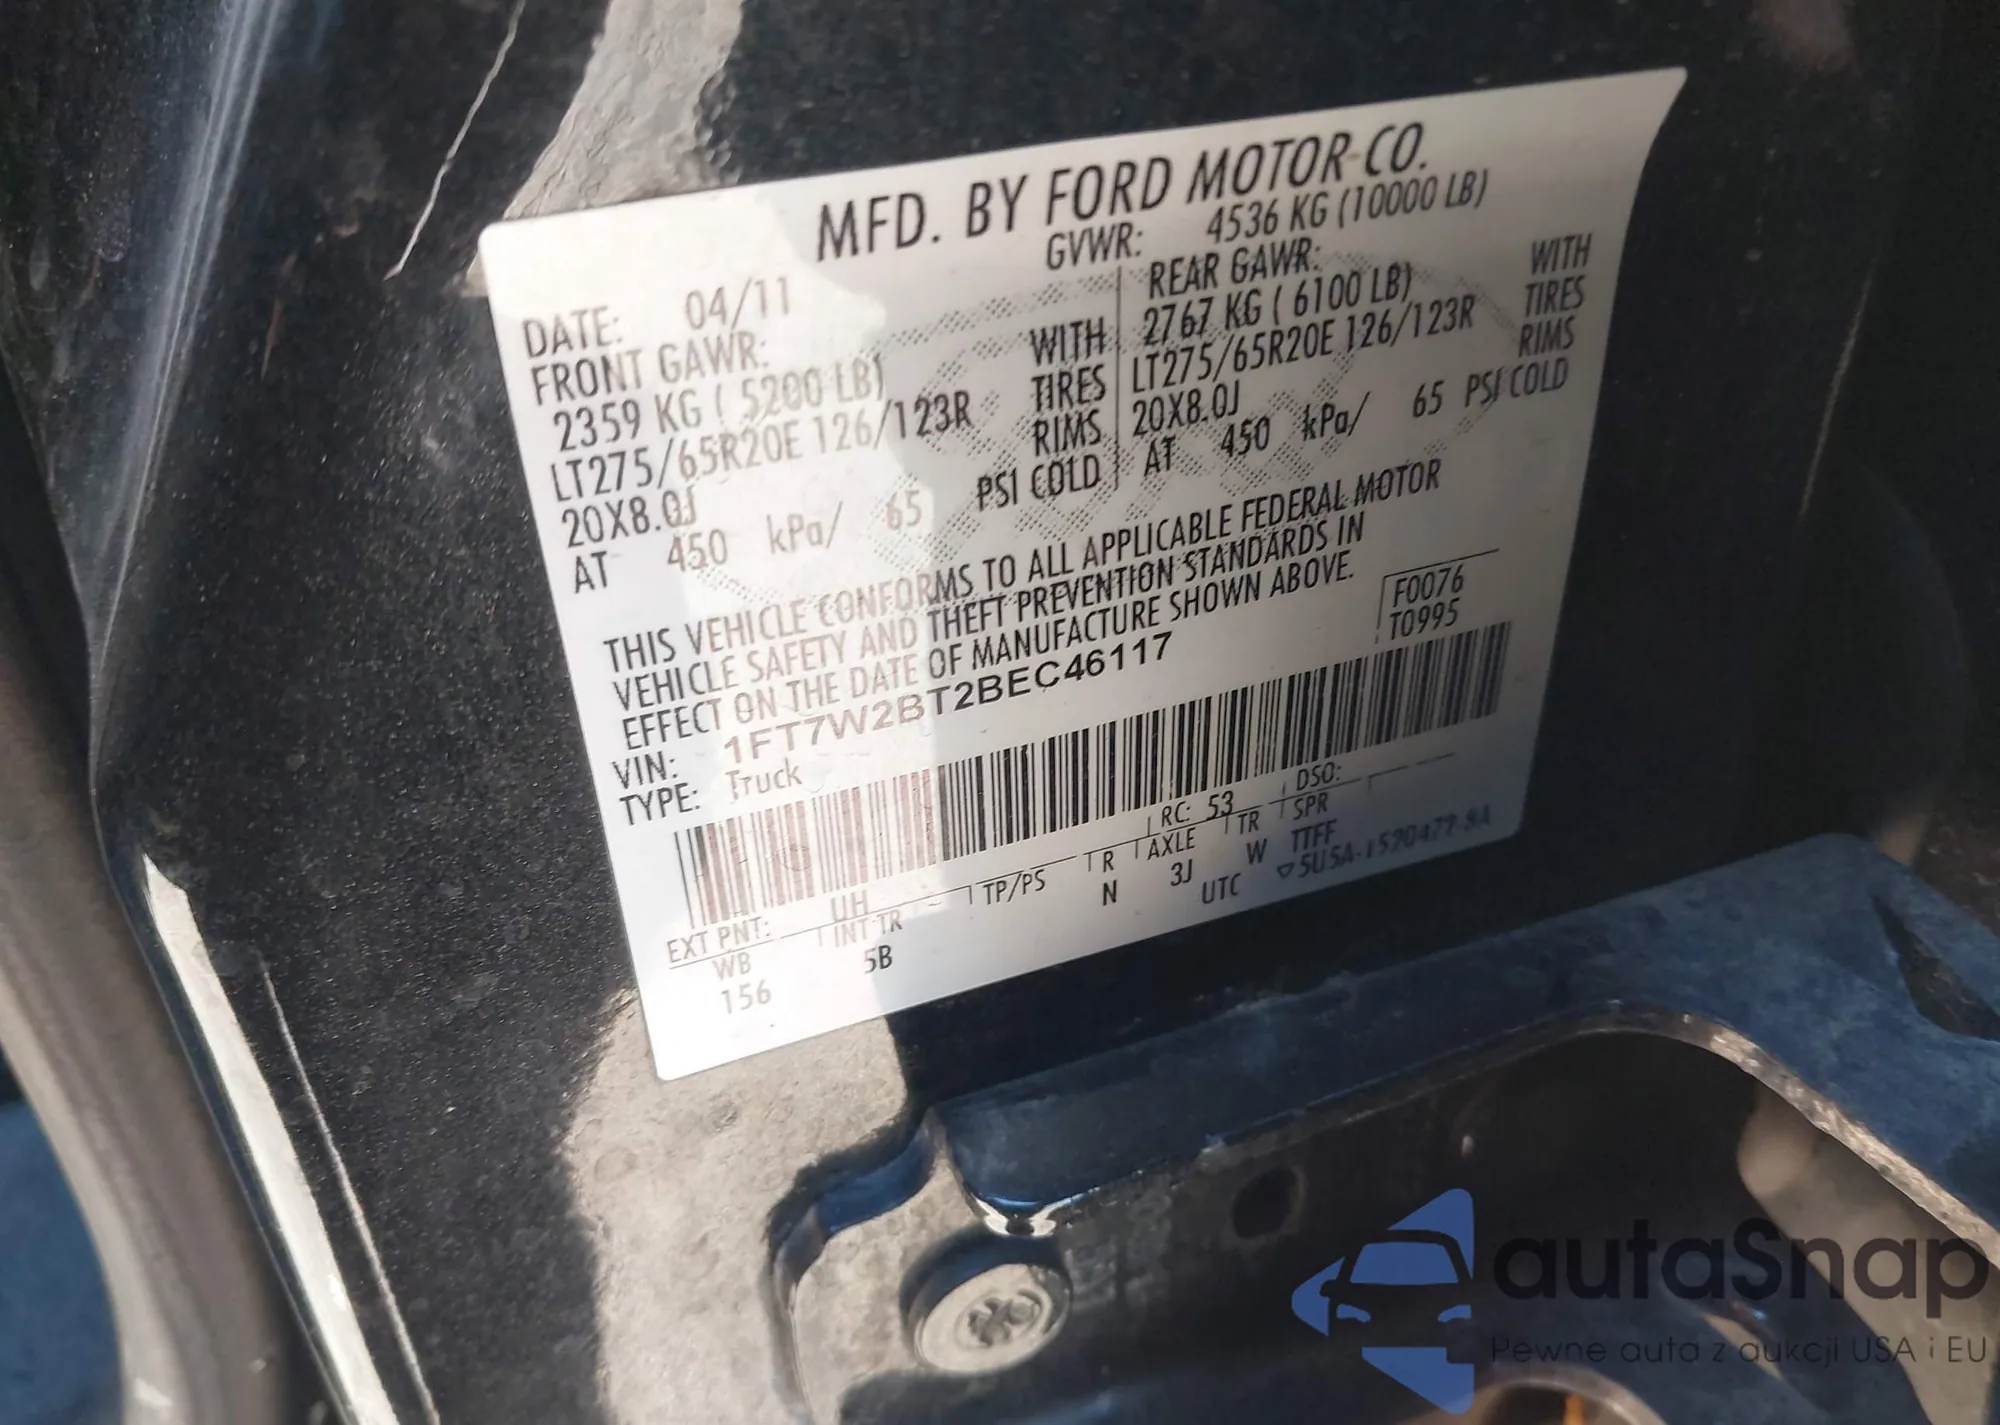 MFD. BY FORD MOTOR CO.
DATE: 04/11 GVWR: 4536 KG (10000 LB)
FRONT GAWR: REAR GAWR:
2359 KG ( 5200 LB) WITH 2767 KG ( 6100 LB) WITH
LT275/65R20E 126/123R TIRES LT275/65R20E 126/123R TIRES
20X8.0J RIMS 20X8.0J RIMS
AT 450 kPa/ 65 PSI COLD AT 450 kPa/ 65 PSI COLD
THIS VEHICLE CONFORMS TO ALL APPLICABLE FEDERAL MOTOR
VEHICLE SAFETY AND THEFT PREVENTION STANDARDS IN
EFFECT ON THE DATE OF MANUFACTURE SHOWN ABOVE.
VIN: 1FT7W2BT2BEC46117 F0076
TYPE: Truck T0995
EXT PNT: UH RC: 53 DSO:
WB INT TR TP/PS R AXLE TR SPR
156 5B N 3J W TTFF
UTC ▽5U5A-1520472-BA
autoSnap
Pewne auta z aukcji USA i EU